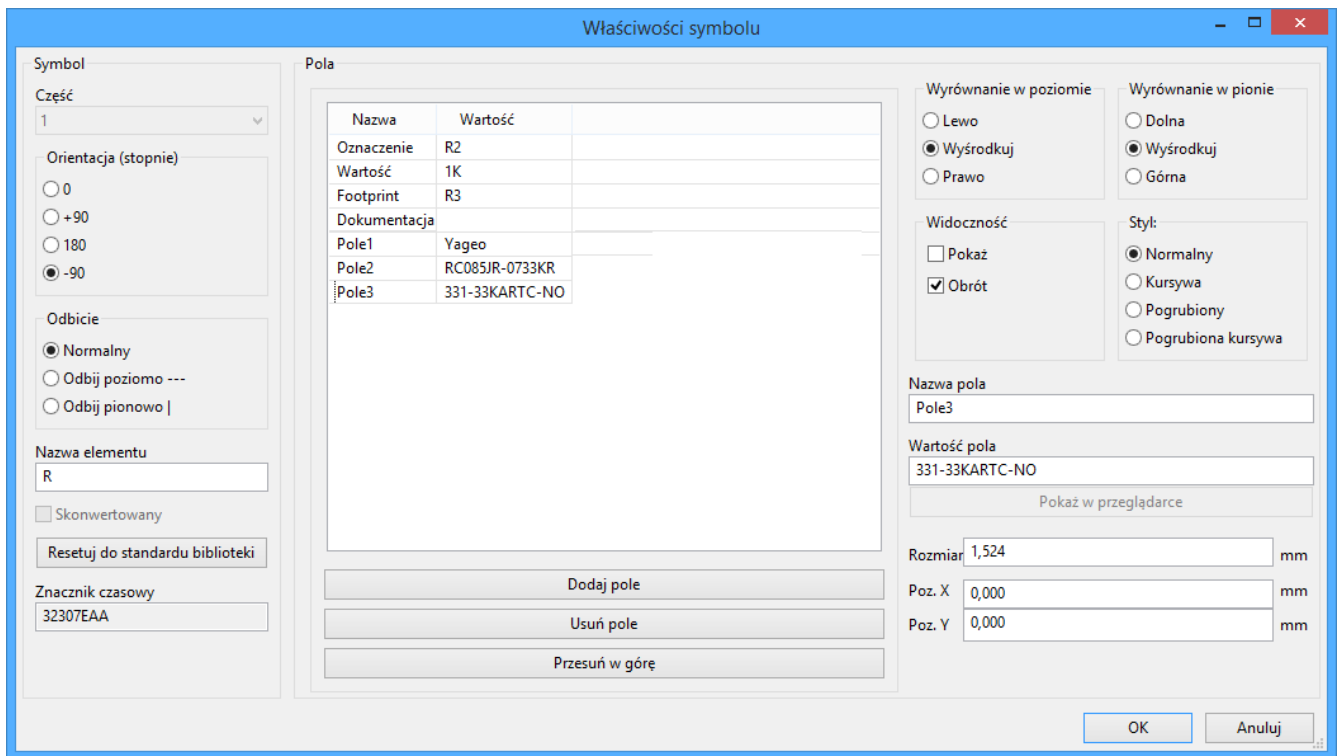 Właściwości symbolu
Symbol
Część
1
Orientacja (stopnie)
0
+90
180
-90
Odbicie
Normalny
Odbij poziomo ---
Odbij pionowo |
Nazwa elementu
R
Skonwertowany
Resetuj do standardu biblioteki
Znacznik czasowy
32307EAA
Pola
Nazwa Wartość
Oznaczenie R2
Wartość 1K
Footprint R3
Dokumentacja
Pole1 Yageo
Pole2 RC085JR-0733KR
Pole3 331-33KARTC-NO
Dodaj pole
Usuń pole
Przesuń w górę
Wyrównanie w poziomie
Lewo
Wyśrodkuj
Prawo
Wyrównanie w pionie
Dolna
Wyśrodkuj
Górna
Widoczność
Pokaż
Obrót
Styl:
Normalny
Kursywa
Pogrubiony
Pogrubiona kursywa
Nazwa pola
Pole3
Wartość pola
331-33KARTC-NO
Pokaż w przeglądarce
Rozmiar 1,524 mm
Poz. X 0,000 mm
Poz. Y 0,000 mm
OK Anuluj